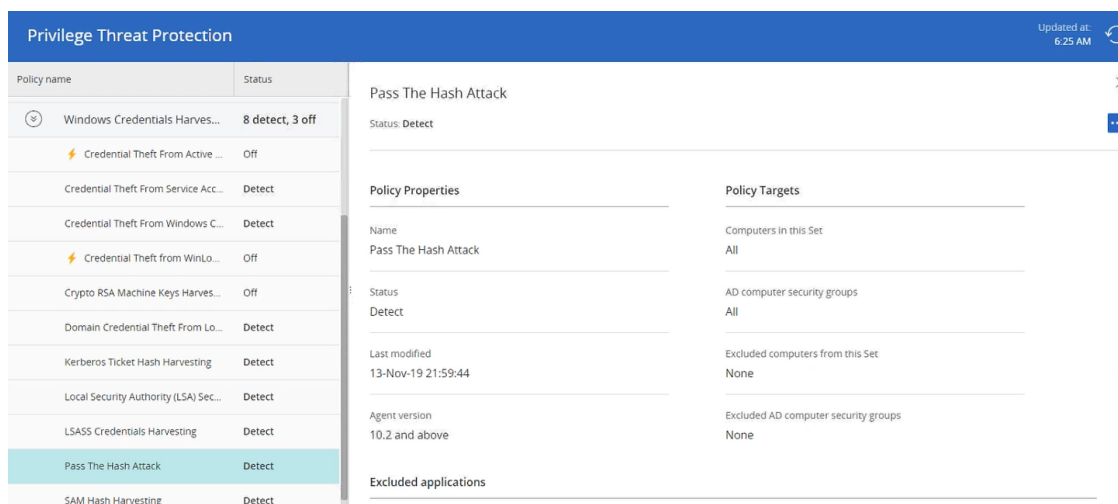 Privilege Threat Protection
Updated at:
6:25 AM
Policy name Status
Windows Credentials Harves... 8 detect, 3 off
Credential Theft From Active ... Off
Credential Theft From Service Acc... Detect
Credential Theft From Windows C... Detect
Credential Theft from WinLo... Off
Crypto RSA Machine Keys Harves... Off
Domain Credential Theft From Lo... Detect
Kerberos Ticket Hash Harvesting Detect
Local Security Authority (LSA) Sec... Detect
LSASS Credentials Harvesting Detect
Pass The Hash Attack Detect
SAM Hash Harvesting Detect
Pass The Hash Attack
Status: Detect
Policy Properties
Name
Pass The Hash Attack
Status
Detect
Last modified
13-Nov-19 21:59:44
Agent version
10.2 and above
Policy Targets
Computers in this Set
All
AD computer security groups
All
Excluded computers from this Set
None
Excluded AD computer security groups
None
Excluded applications